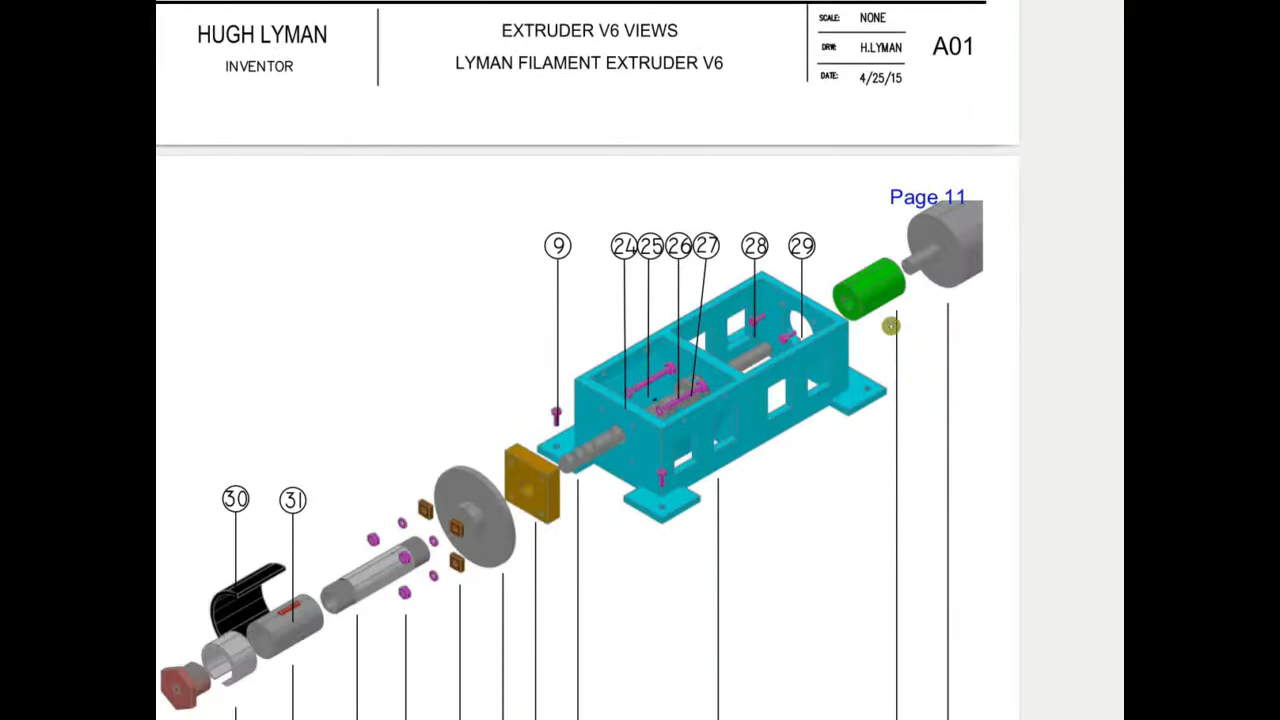 HUGH LYMAN
INVENTOR
EXTRUDER V6 VIEWS
LYMAN FILAMENT EXTRUDER V6
SCALE: NONE
DRW: H.LYMAN
DATE: 4/25/15
A01
Page 11
9 24 25 26 27 28 29
30 31